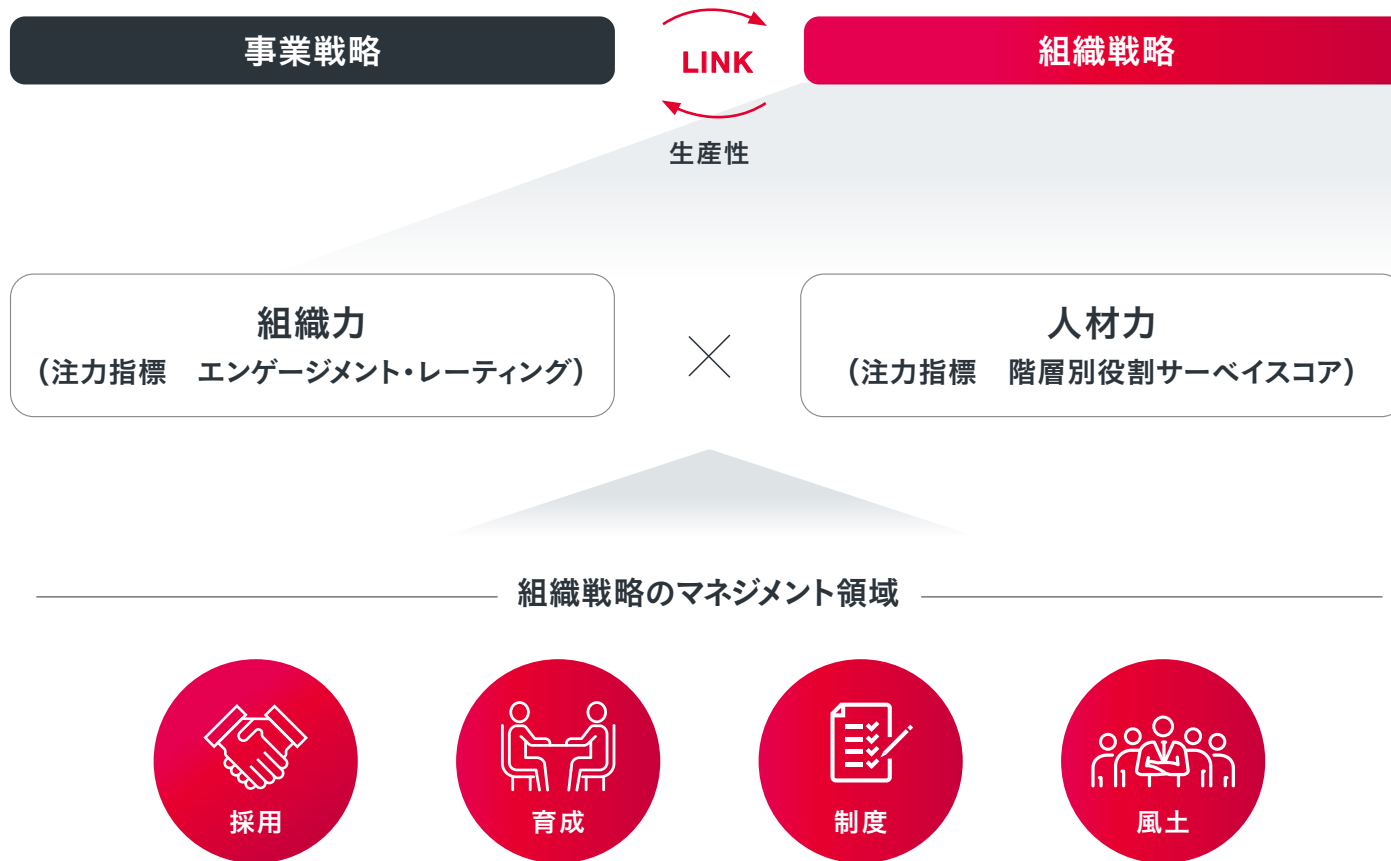 事業戦略
LINK
組織戦略
生産性
組織力
(注力指標　エンゲージメント・レーティング)
×
人材力
(注力指標　階層別役割サーベイスコア)
組織戦略のマネジメント領域
採用
育成
制度
風土